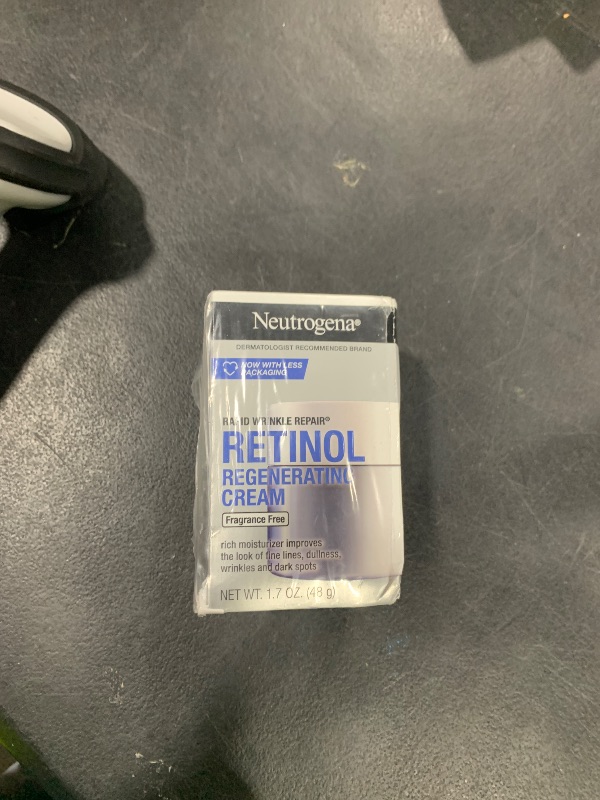 Neutrogena®
DERMATOLOGIST RECOMMENDED BRAND
NOW WITH LESS
PACKAGING
RAPID WRINKLE REPAIR®
RETINOL
REGENERATING
CREAM
Fragrance Free
rich moisturizer improves
the look of fine lines, dullness,
wrinkles and dark spots
NET WT. 1.7 OZ. (48 g)